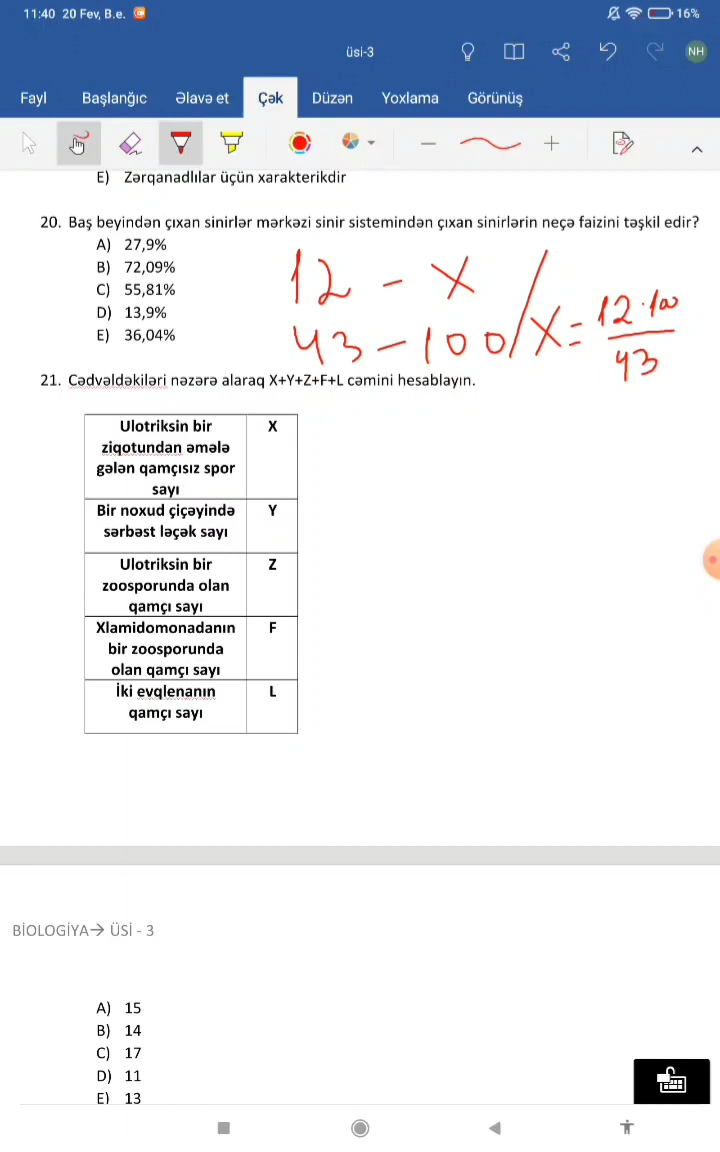 11:40 20 Fev, B.e.
16%
üsi-3
NH
Fayl Başlanğıc Əlavə et Çək Düzən Yoxlama Görünüş
E) Zərqanadlılar üçün xarakterikdir
20. Baş beyindən çıxan sinirlər mərkəzi sinir sistemindən çıxan sinirlərin neçə faizini təşkil edir?
A) 27,9%
B) 72,09%
C) 55,81%
D) 13,9%
E) 36,04%
12 - X
43 - 100 / X = 12·100
43
21. Cədvəldəkiləri nəzərə alaraq X+Y+Z+F+L cəmini hesablayın.
Ulotriksin bir X
ziqotundan əmələ
gələn qamçısız spor
sayı
Bir noxud çiçəyində Y
sərbəst ləçək sayı
Ulotriksin bir Z
zoosporunda olan
qamçı sayı
Xlamidomonadanın F
bir zoosporunda
olan qamçı sayı
İki evqlenanın L
qamçı sayı
BİOLOGİYA→ ÜSİ - 3
A) 15
B) 14
C) 17
D) 11
E) 13